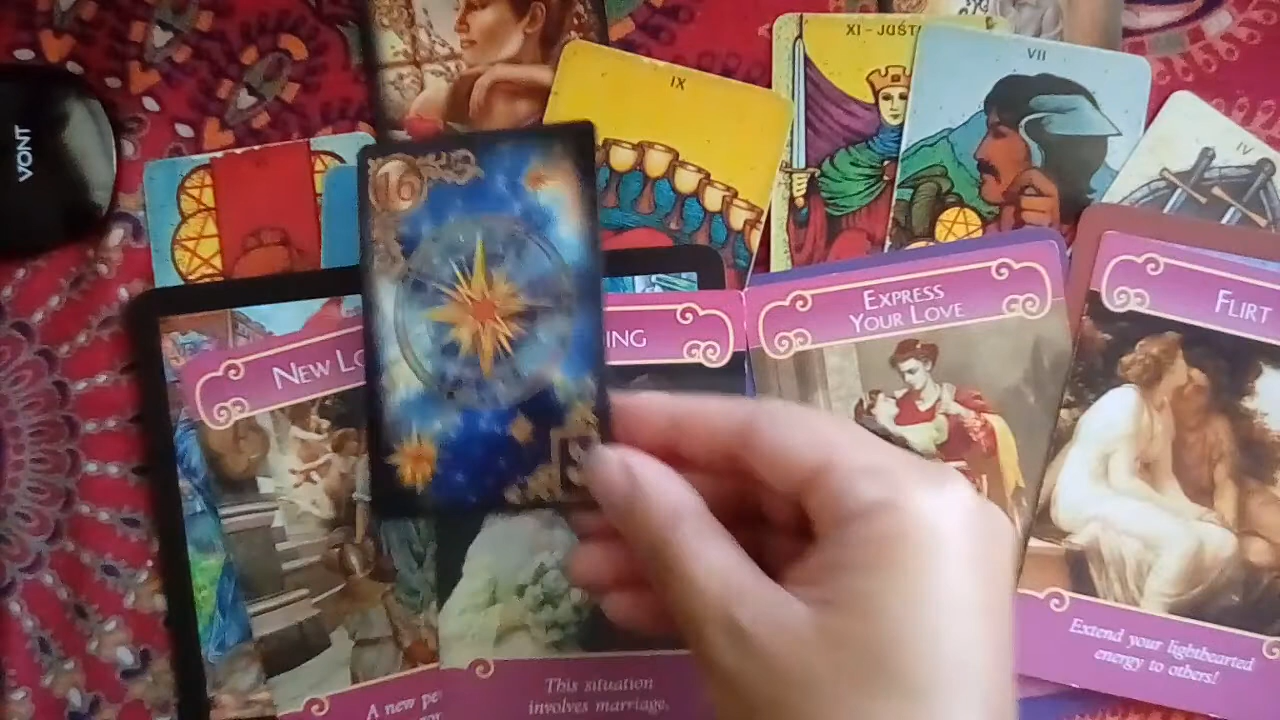 VONT
16
IX
XI - JUST
VII
IV
NEW LO
ING
EXPRESS
YOUR LOVE
FLIRT
A new pe
This situation
involves marriage.
Extend your lighthearted
energy to others!